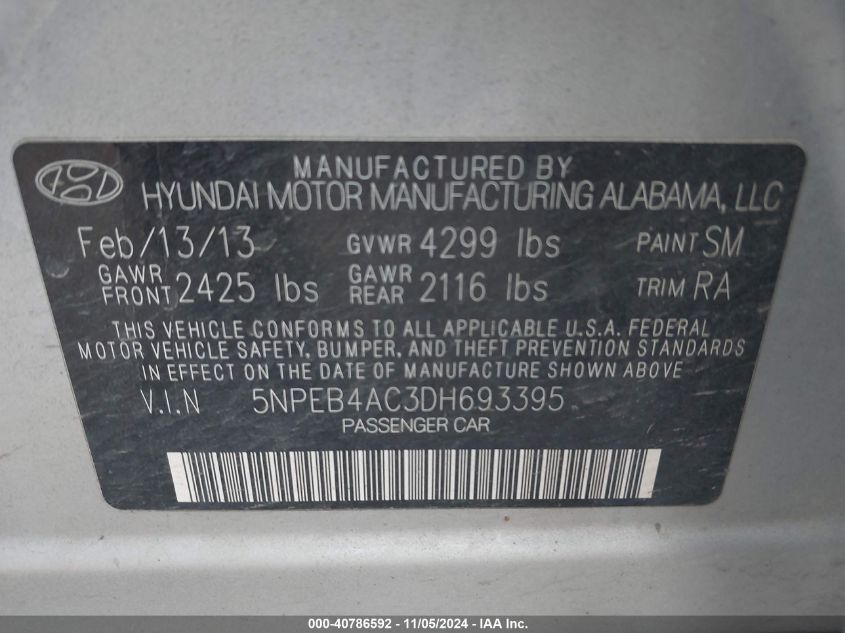 MANUFACTURED BY
HYUNDAI MOTOR MANUFACTURING ALABAMA, LLC
Feb/13/13 GVWR 4299 lbs PAINT SM
GAWR FRONT 2425 lbs GAWR REAR 2116 lbs TRIM RA
THIS VEHICLE CONFORMS TO ALL APPLICABLE U.S.A. FEDERAL
MOTOR VEHICLE SAFETY, BUMPER, AND THEFT PREVENTION STANDARDS
IN EFFECT ON THE DATE OF MANUFACTURE SHOWN ABOVE
V.I.N 5NPEB4AC3DH693395
PASSENGER CAR
000-40786592 - 11/05/2024 - IAA Inc.